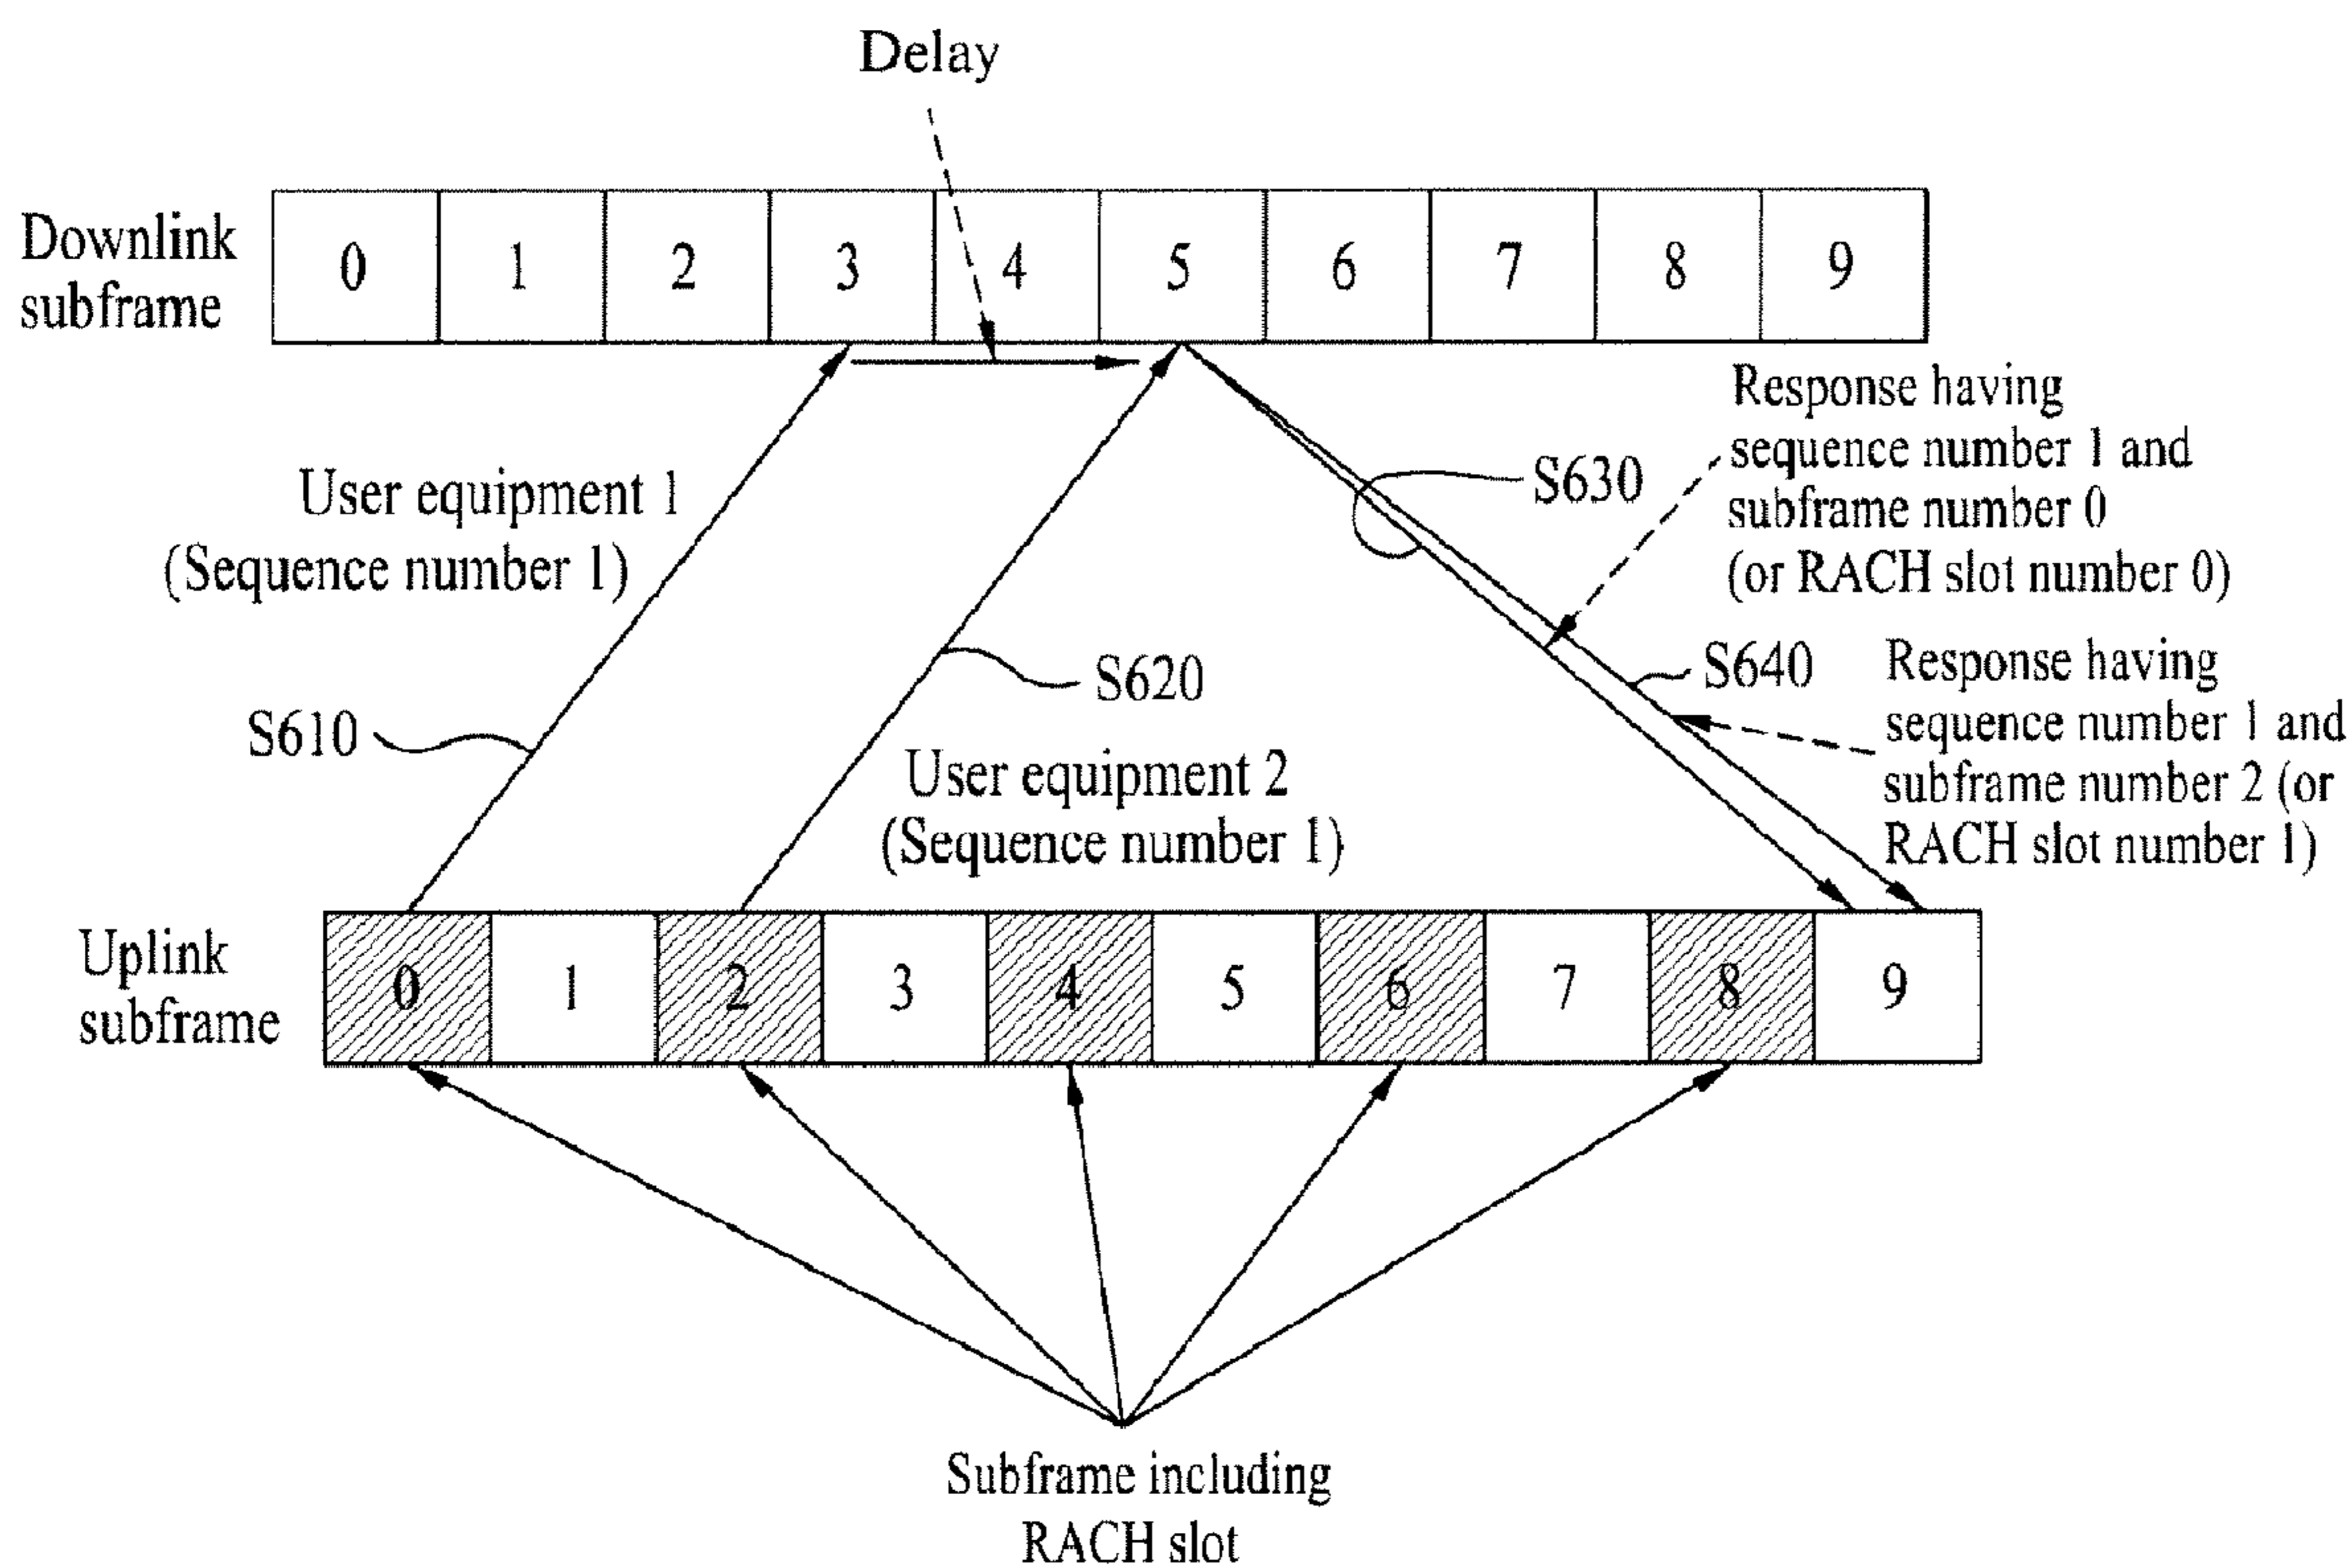 Delay
Downlink
subframe
0 1 2 3 4 5 6 7 8 9
Response having
sequence number 1 and
subframe number 0
(or RACH slot number 0)
S630
User equipment 1
(Sequence number 1)
S620
S640
Response having
sequence number 1 and
subframe number 2 (or
RACH slot number 1)
S610
User equipment 2
(Sequence number 1)
Uplink
subframe
0 1 2 3 4 5 6 7 8 9
Subframe including
RACH slot